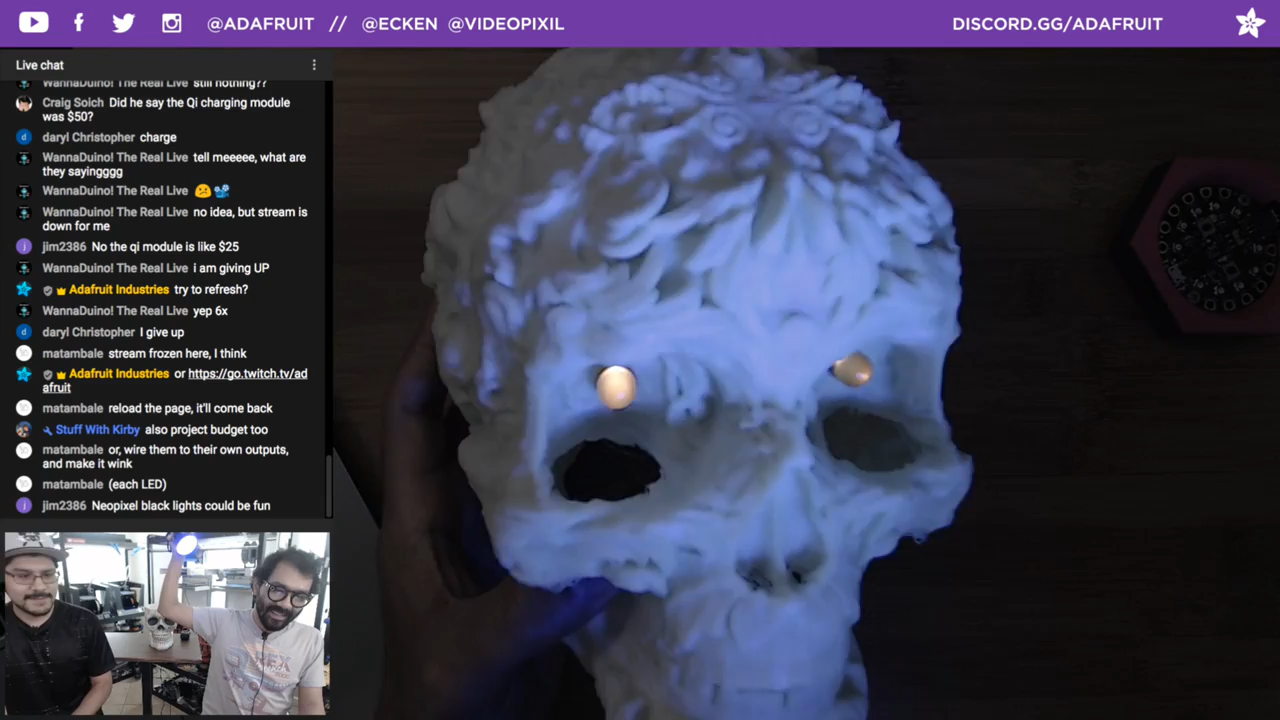 @ADAFRUIT // @ECKEN @VIDEOPIXIL
DISCORD.GG/ADAFRUIT
Live chat
WannaDuino! The Real Live still nothing??
Craig Soich Did he say the Qi charging module
was $50?
d daryl Christopher charge
WannaDuino! The Real Live tell meeeee, what are
they sayingggg
WannaDuino! The Real Live 😕📽️
WannaDuino! The Real Live no idea, but stream is
down for me
j jim2386 No the qi module is like $25
WannaDuino! The Real Live i am giving UP
Adafruit Industries try to refresh?
WannaDuino! The Real Live yep 6x
d daryl Christopher I give up
matambale stream frozen here, I think
Adafruit Industries or https://go.twitch.tv/ad
afruit
matambale reload the page, it'll come back
Stuff With Kirby also project budget too
matambale or, wire them to their own outputs,
and make it wink
matambale (each LED)
j jim2386 Neopixel black lights could be fun